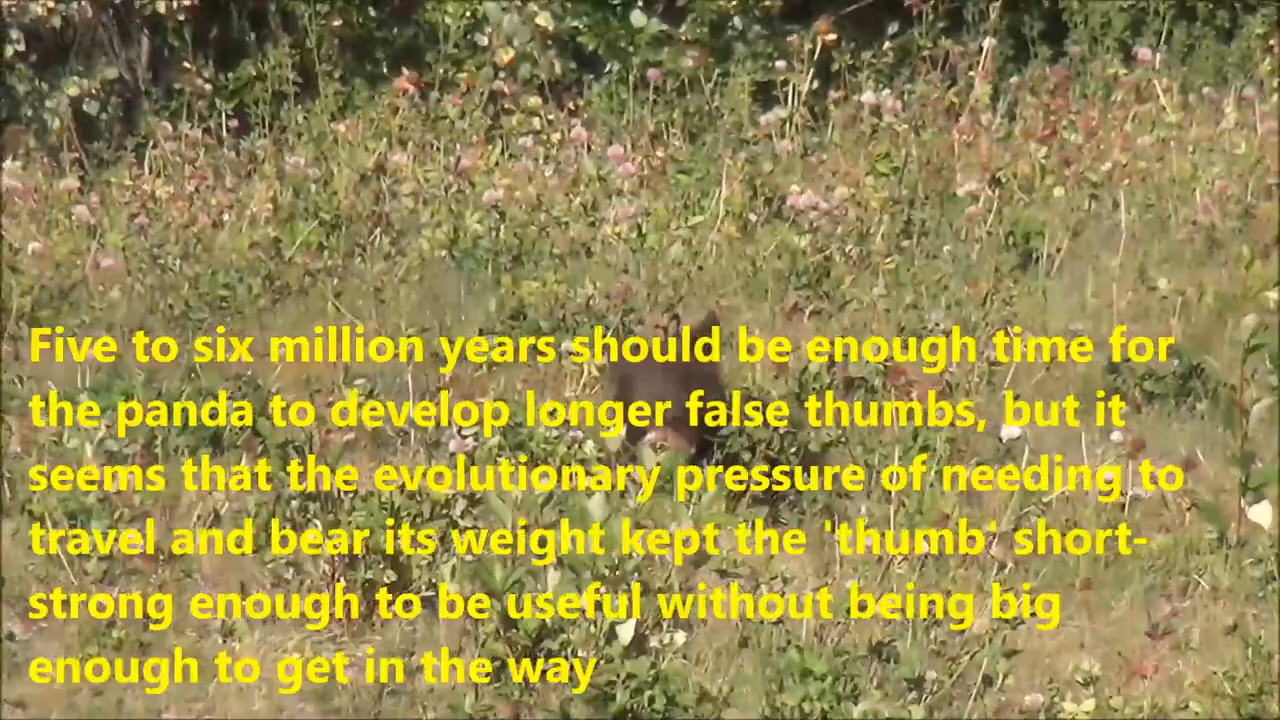 Five to six million years should be enough time for
the panda to develop longer false thumbs, but it
seems that the evolutionary pressure of needing to
travel and bear its weight kept the 'thumb' short-
strong enough to be useful without being big
enough to get in the way